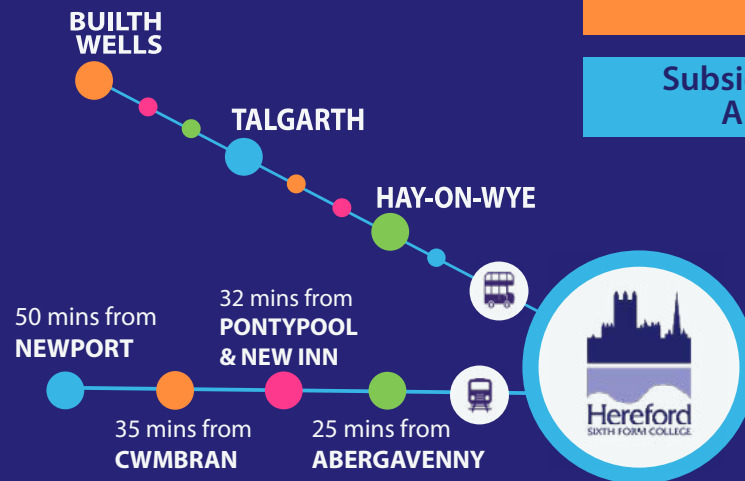 BUILTH
WELLS
TALGARTH
HAY-ON-WYE
50 mins from
NEWPORT
32 mins from
PONTYPOOL
& NEW INN
35 mins from
CWMBRAN
25 mins from
ABERGAVENNY
Hereford
SIXTH FORM COLLEGE